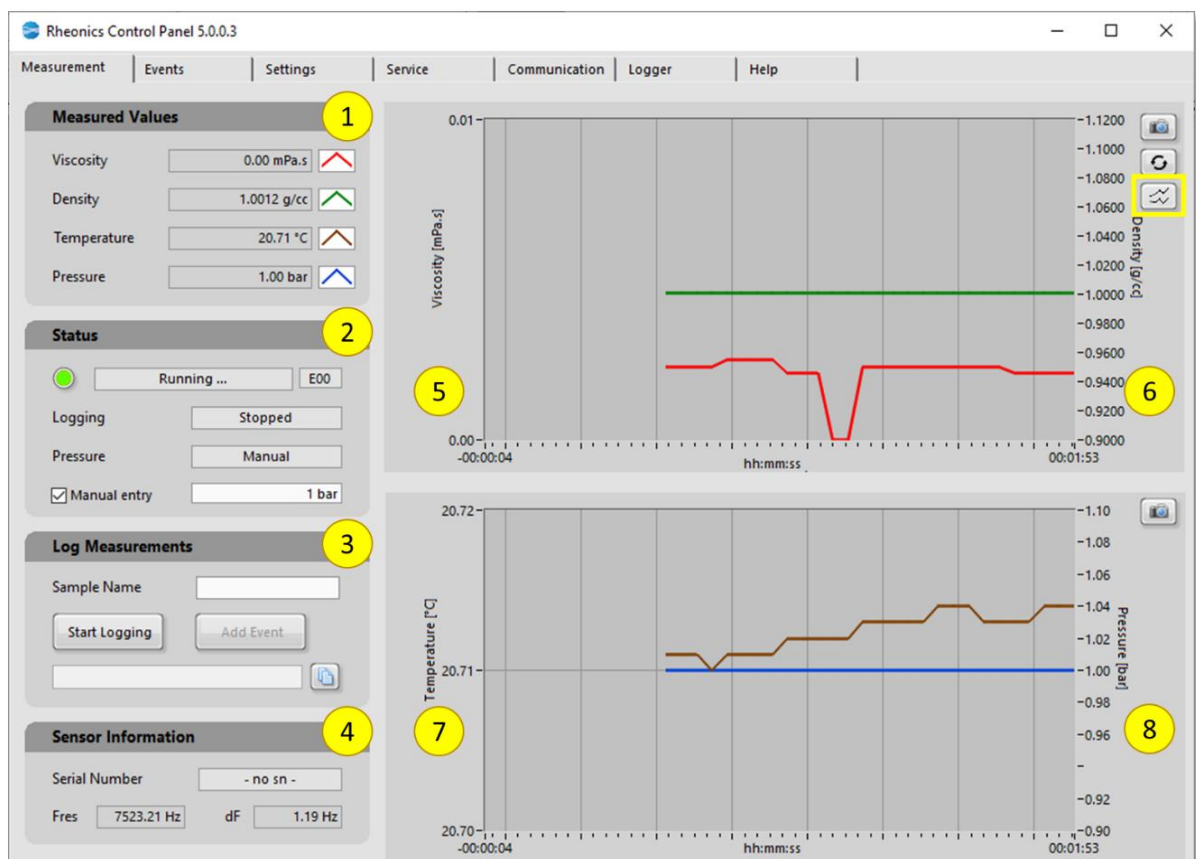 Rheonics Control Panel 5.0.0.3
Measurement Events Settings Service Communication Logger Help
Measured Values 1
Viscosity 0.00 mPa.s
Density 1.0012 g/cc
Temperature 20.71 °C
Pressure 1.00 bar
Status 2
Running ... E00
Logging Stopped
Pressure Manual
Manual entry 1 bar
Log Measurements 3
Sample Name
Start Logging Add Event
Sensor Information 4
Serial Number - no sn -
Fres 7523.21 Hz dF 1.19 Hz
0.01
Viscosity [mPa.s]
5
0.00
1.1200
1.1000
1.0800
1.0600
1.0400
1.0200
1.0000
0.9800
0.9600
0.9400
0.9200
0.9000
Density [g/cc]
6
-00:00:04 hh:mm:ss 00:01:53
20.72
Temperature [°C]
20.71
7
20.70
1.10
1.08
1.06
1.04
1.02
1.00
0.98
0.96
0.92
0.90
Pressure [bar]
8
-00:00:04 hh:mm:ss 00:01:53